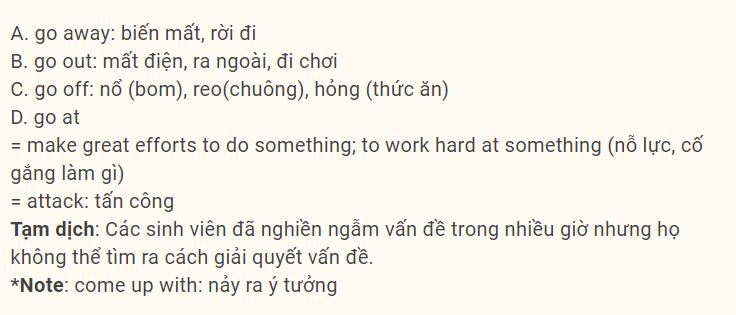 A. go away: biến mất, rời đi
B. go out: mất điện, ra ngoài, đi chơi
C. go off: nổ (bom), reo(chuông), hỏng (thức ăn)
D. go at
= make great efforts to do something; to work hard at something (nỗ lực, cố
gắng làm gì)
= attack: tấn công
Tạm dịch: Các sinh viên đã nghiền ngẫm vấn đề trong nhiều giờ nhưng họ
không thể tìm ra cách giải quyết vấn đề.
*Note: come up with: nảy ra ý tưởng